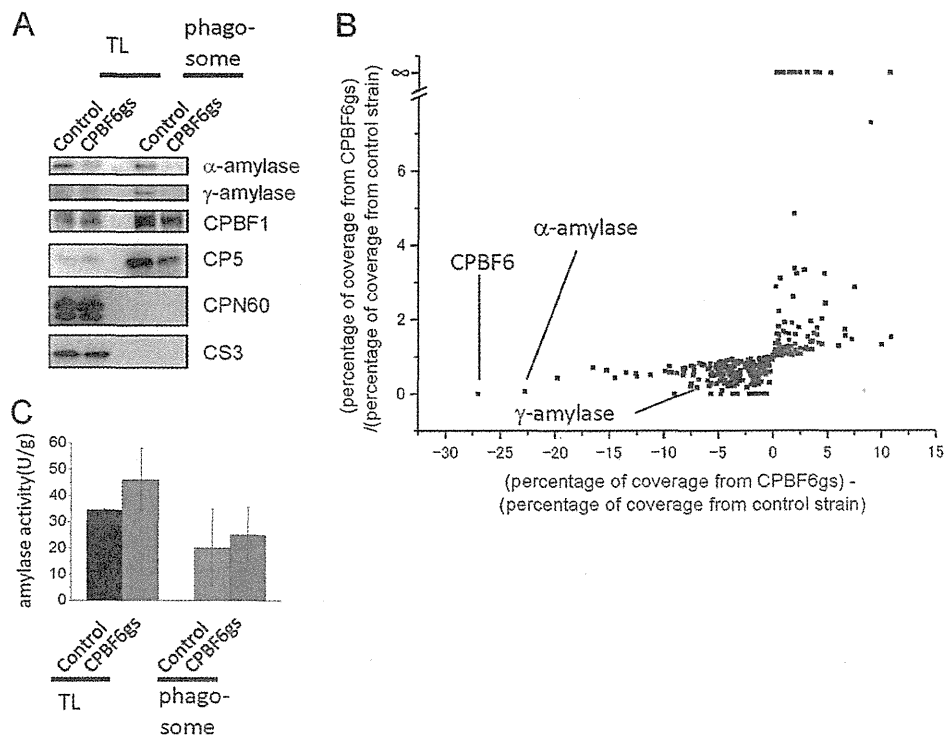 A
TL
phago-
some
Control
CPBF6gs
Control
CPBF6gs
α-amylase
γ-amylase
CPBF1
CP5
CPN60
CS3
B
(percentage of coverage from CPBF6gs)
/(percentage of coverage from control strain)
∞
6
4
2
0
CPBF6
α-amylase
γ-amylase
−30 −25 −20 −15 −10 −5 0 5 10 15
(percentage of coverage from CPBF6gs) -
(percentage of coverage from control strain)
C
amylase activity(U/g)
60
50
40
30
20
10
0
Control
CPBF6gs
Control
CPBF6gs
TL
phago-
some